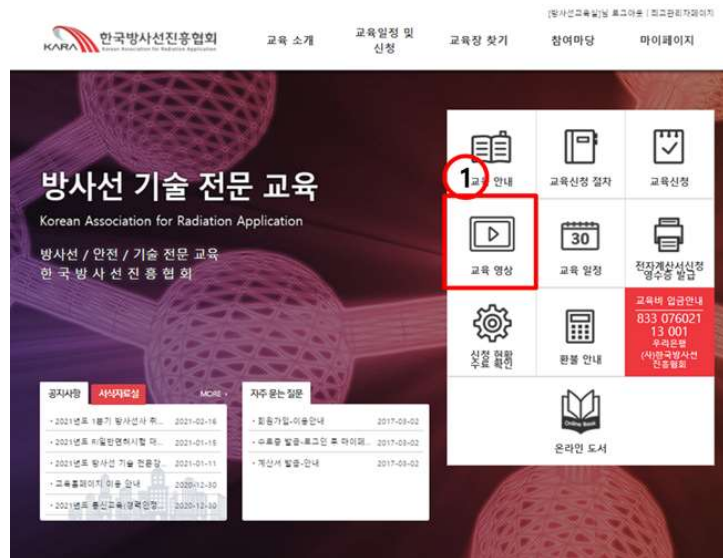 [방사선교육실]님 로그아웃 | 최고관리자페이지
KARA 한국방사선진흥협회
Korean Association for Radiation Application
교육 소개
교육일정 및
신청
교육장 찾기
참여마당
마이페이지
방사선 기술 전문 교육
Korean Association for Radiation Application
방사선 / 안전 / 기술 전문 교육
한 국 방 사 선 진 흥 협 회
1
교육 안내
교육신청 절차
교육신청
교육 영상
30
교육 일정
전자계산서신청
영수증 발급
신청 현황
수료 확인
환불 안내
교육비 입금안내
833 076021
13 001
우리은행
(사)한국방사선
진흥협회
Online Book
온라인 도서
공지사항
서식자료실
MORE
· 2021년도 1분기 방사선사 취... 2021-02-16
· 2021년도 기술 2021-01-15
· 2021년도 방사선 기술 전문강... 2021-01-11
· 교육홈페이지 이용 안내 2020-12-30
· 2021년도 통신교육(경력인정... 2020-12-30
자주 묻는 질문
· 회원가입-이용안내 2017-03-02
· 수료증 발급-로그인 후 마이페... 2017-03-02
· 계산서 발급-안내 2017-03-02